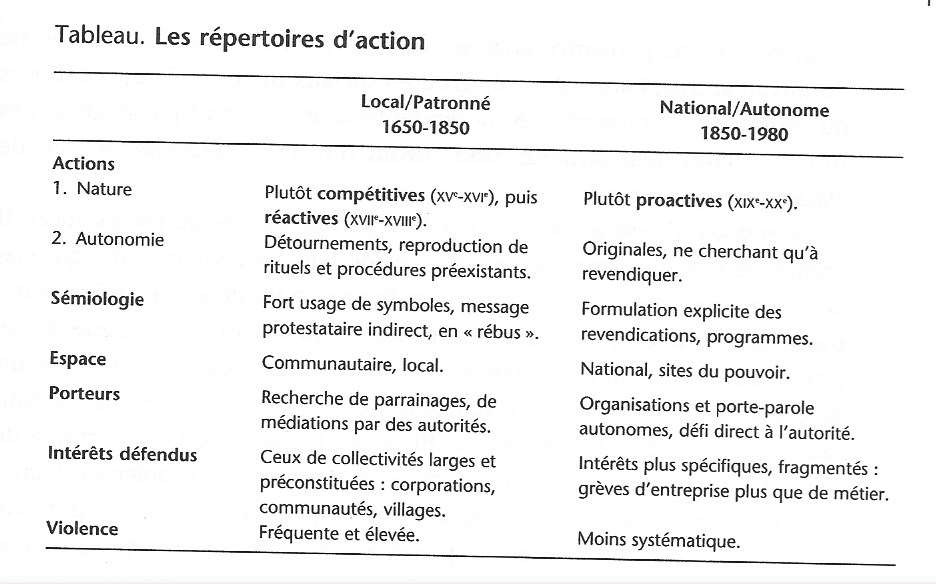 Tableau. Les répertoires d'action
Local/Patronné
1650-1850
National/Autonome
1850-1980
Actions
1. Nature
Plutôt compétitives (XVe-XVIe), puis
réactives (XVIIe-XVIIIe).
Plutôt proactives (XIXe-XXe).
2. Autonomie
Détournements, reproduction de
rituels et procédures préexistants.
Originales, ne cherchant qu'à
revendiquer.
Sémiologie
Fort usage de symboles, message
protestataire indirect, en « rébus ».
Formulation explicite des
revendications, programmes.
Espace
Communautaire, local.
National, sites du pouvoir.
Porteurs
Recherche de parrainages, de
médiations par des autorités.
Organisations et porte-parole
autonomes, défi direct à l'autorité.
Intérêts défendus
Ceux de collectivités larges et
préconstituées : corporations,
communautés, villages.
Intérêts plus spécifiques, fragmentés :
grèves d'entreprise plus que de métier.
Violence
Fréquente et élevée.
Moins systématique.